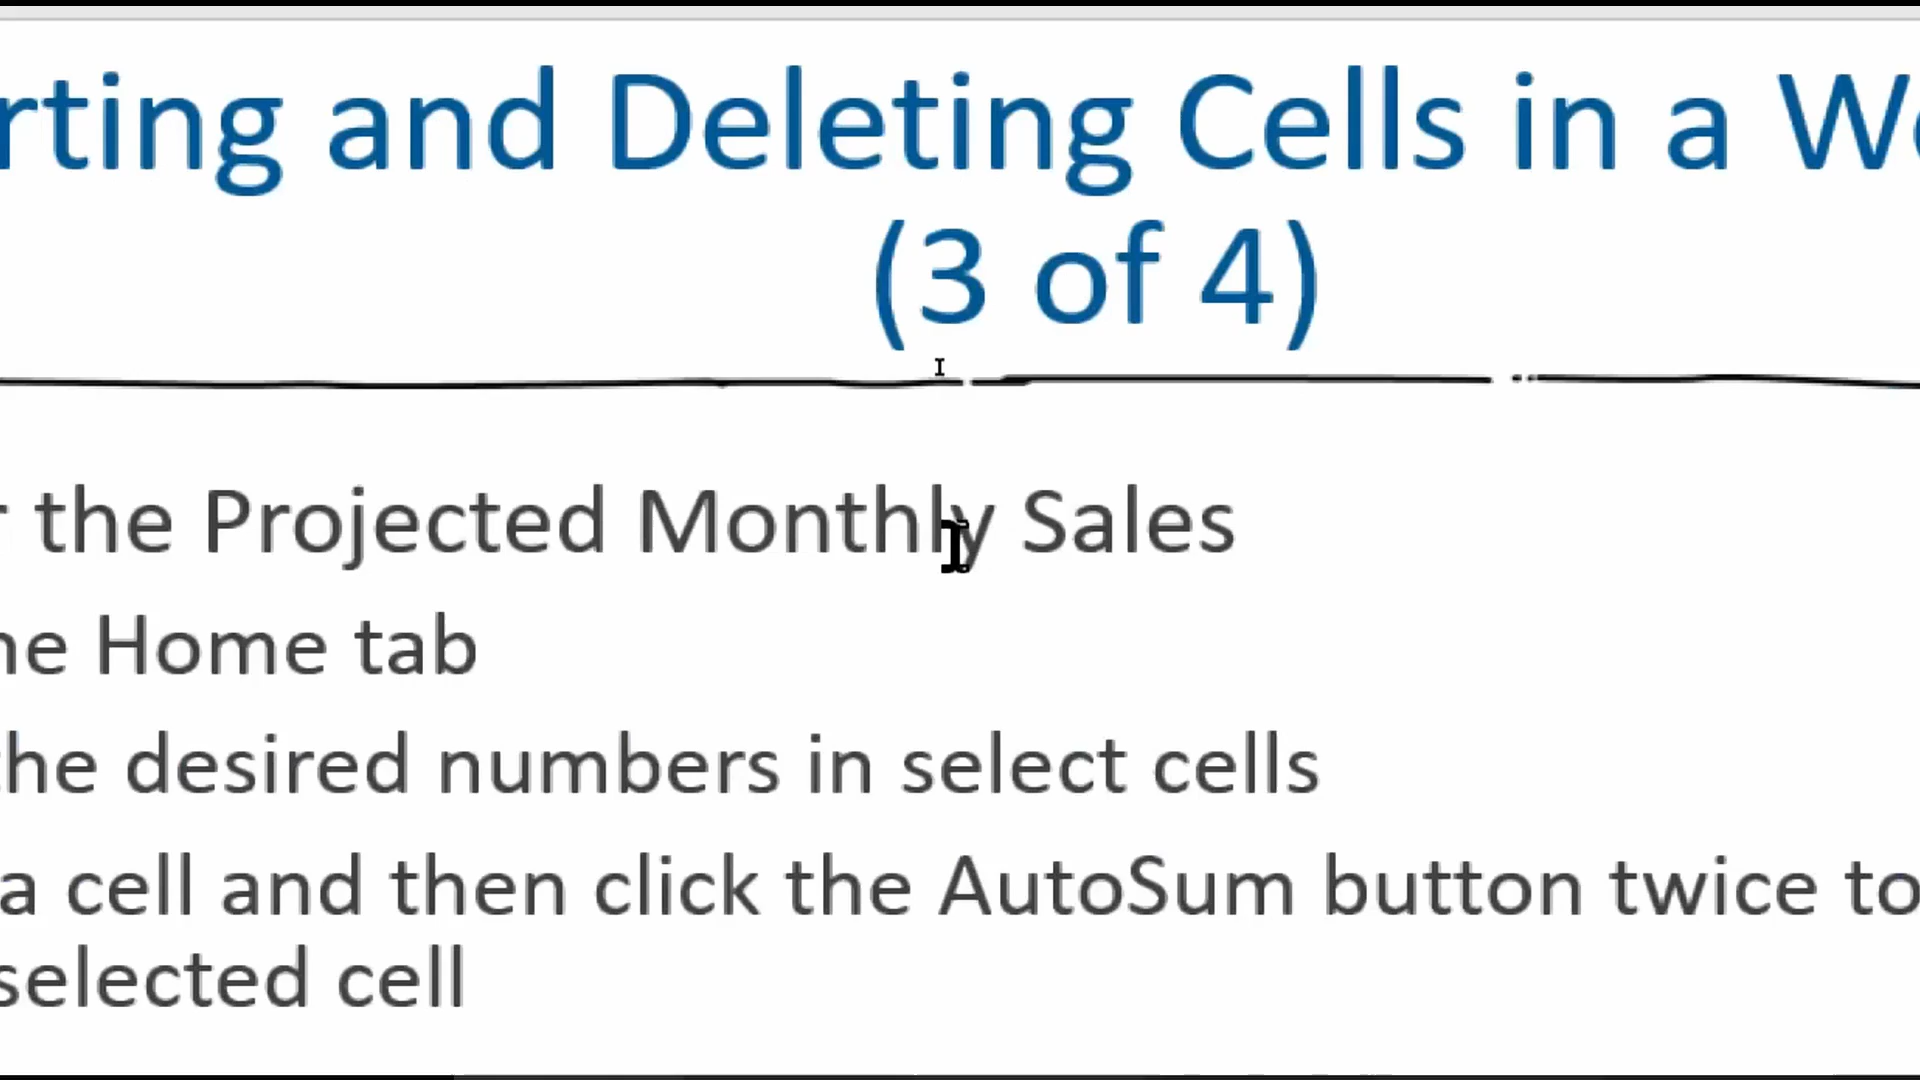 rting and Deleting Cells in a W
(3 of 4)
the Projected Monthly Sales
he Home tab
the desired numbers in select cells
a cell and then click the AutoSum button twice to
selected cell